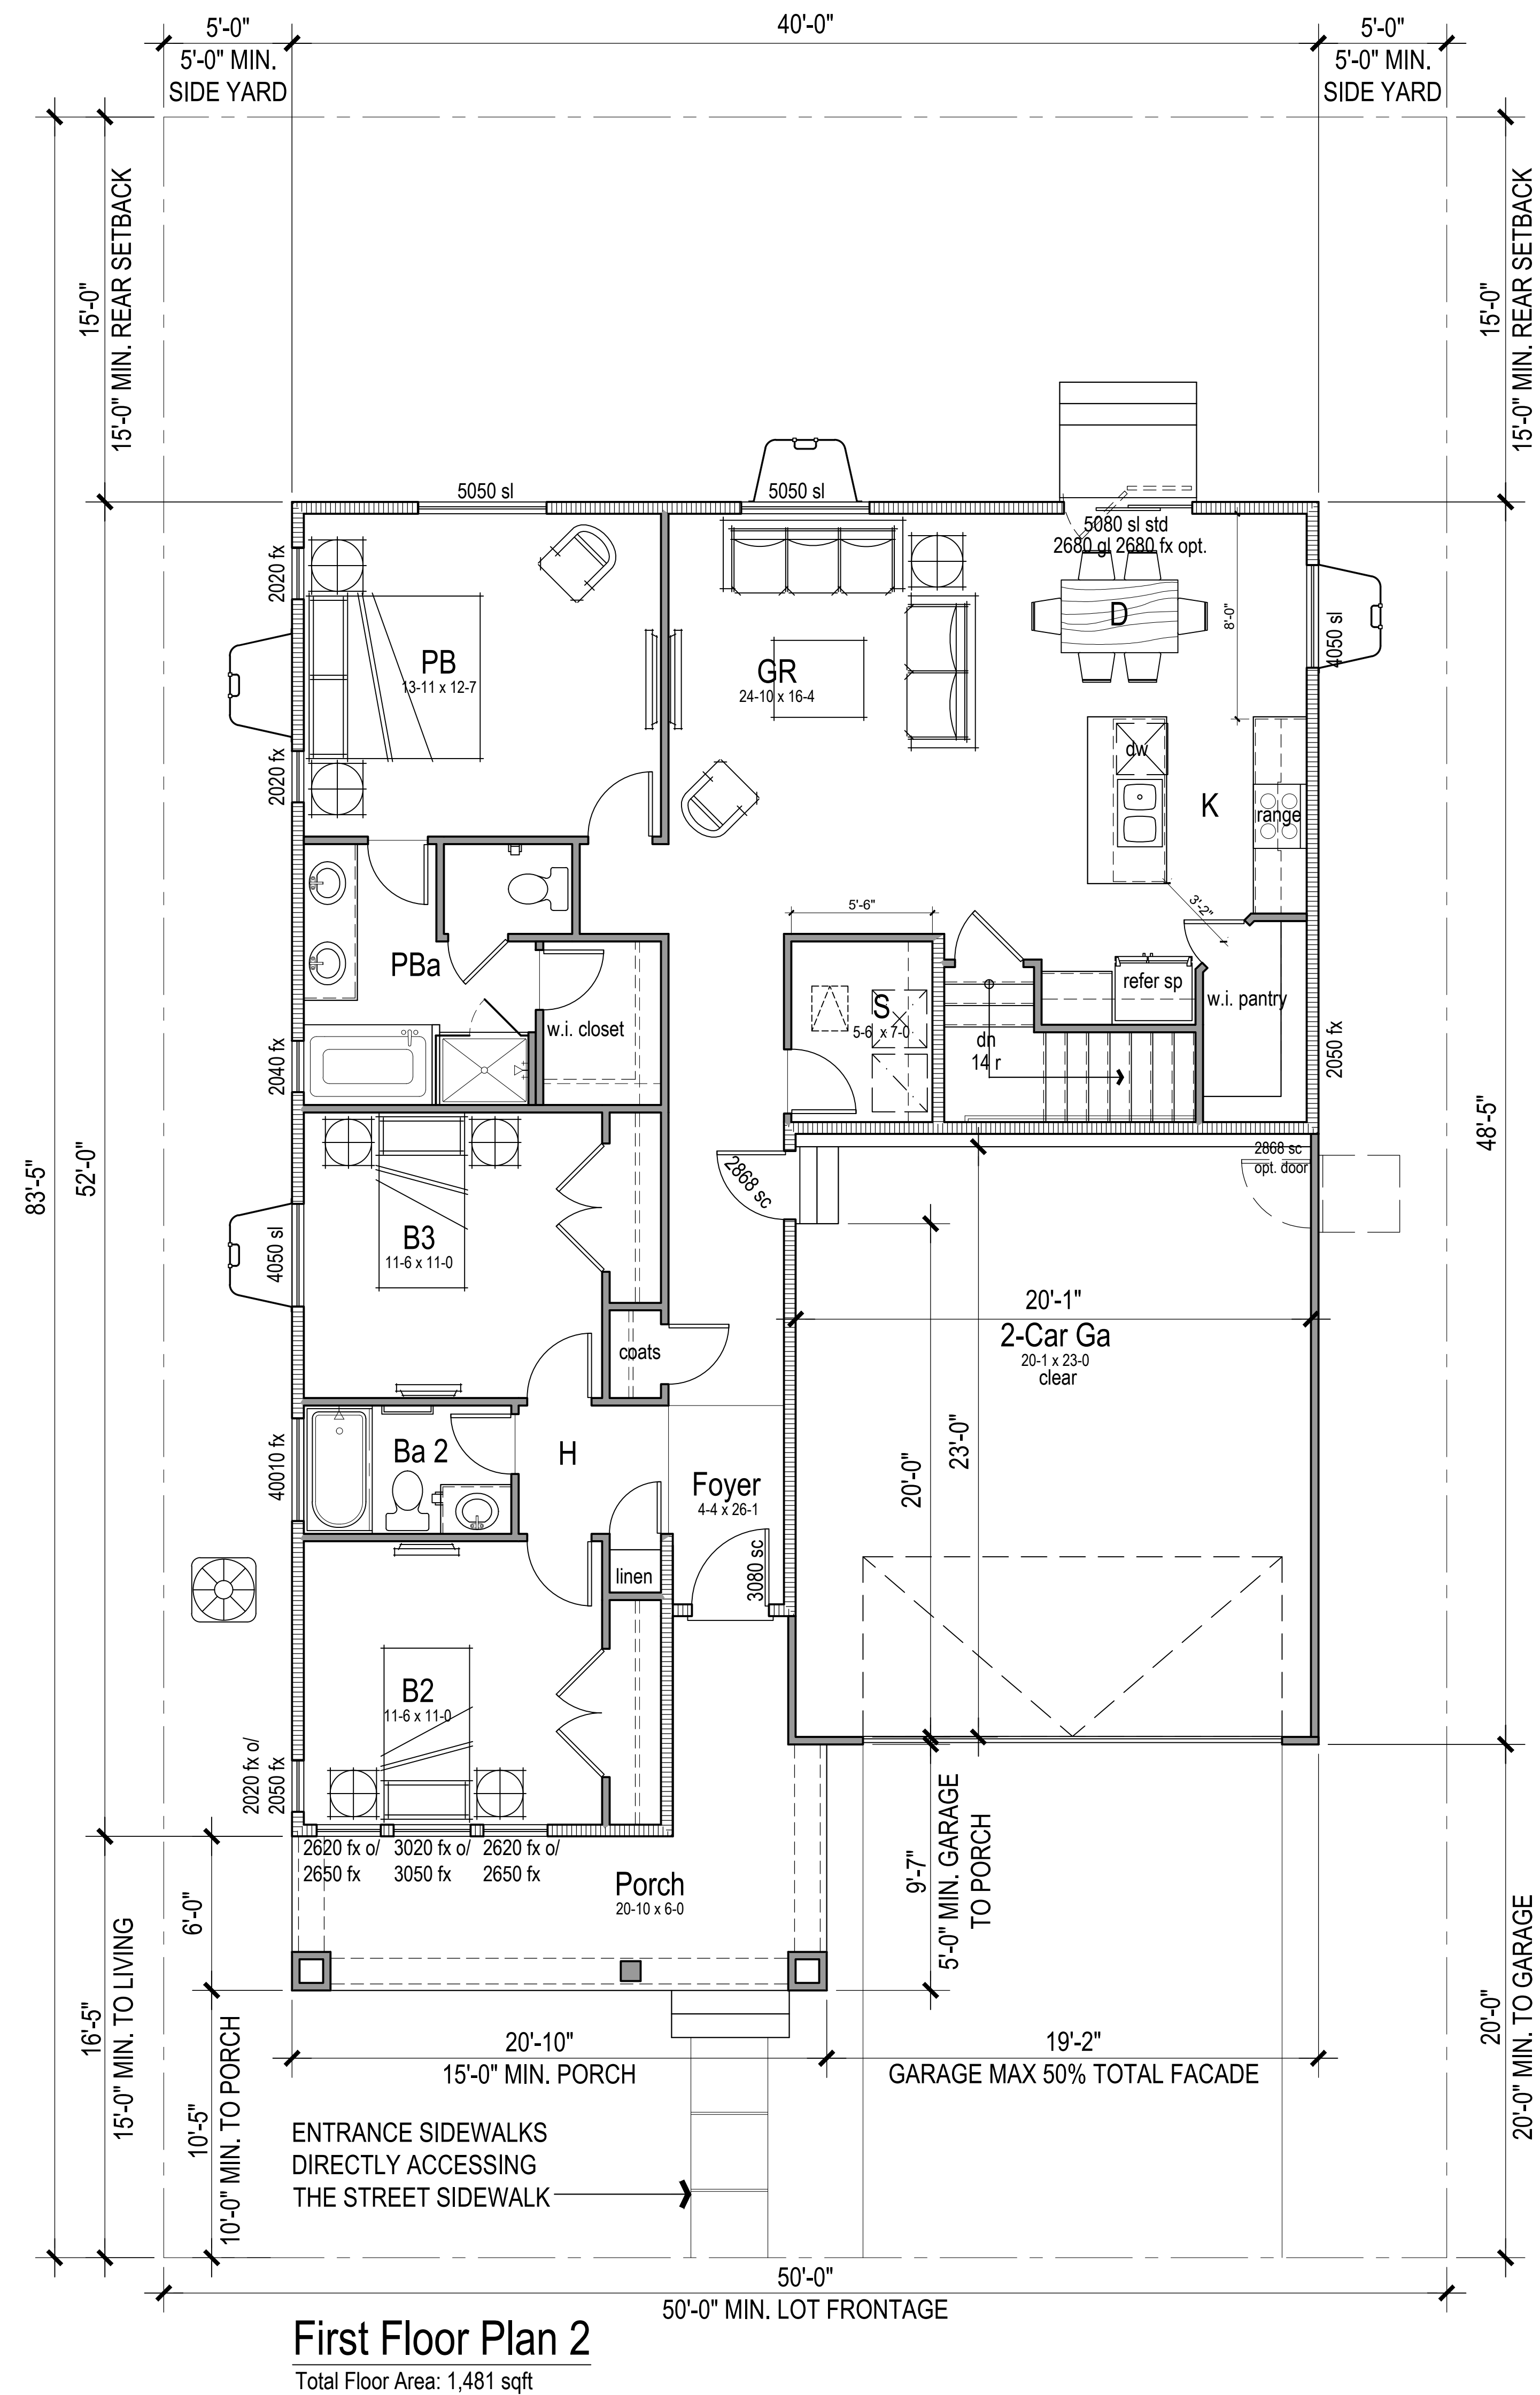 5'-0"
40'-0"
5'-0"
5'-0" MIN.
SIDE YARD
5'-0" MIN.
SIDE YARD
15'-0"
15'-0" MIN. REAR SETBACK
15'-0"
15'-0" MIN. REAR SETBACK
5050 sl
5050 sl
5080 sl std
2680 gl 2680 fx opt.
2020 fx
PB
13-11 x 12-7
GR
24-10 x 16-4
D
8'-0"
4050 sl
2020 fx
dw
K
range
5'-6"
3'-2"
PBa
w.i. closet
S
5-6 x 7-0
dn
14 r
refer sp
w.i. pantry
2040 fx
2050 fx
83'-5"
52'-0"
48'-5"
2868 sc
2868 sc
opt. door
B3
11-6 x 11-0
4050 sl
20'-1"
2-Car Ga
20-1 x 23-0
clear
coats
40010 fx
Ba 2
H
Foyer
4-4 x 26-1
20'-0"
23'-0"
3080 sc
linen
B2
11-6 x 11-0
2020 fx o/
2050 fx
2620 fx o/
2650 fx
3020 fx o/
3050 fx
2620 fx o/
2650 fx
Porch
20-10 x 6-0
9'-7"
5'-0" MIN. GARAGE
TO PORCH
6'-0"
16'-5"
15'-0" MIN. TO LIVING
10'-5"
10'-0" MIN. TO PORCH
20'-0"
20'-0" MIN. TO GARAGE
20'-10"
15'-0" MIN. PORCH
19'-2"
GARAGE MAX 50% TOTAL FACADE
ENTRANCE SIDEWALKS
DIRECTLY ACCESSING
THE STREET SIDEWALK
50'-0"
50'-0" MIN. LOT FRONTAGE
First Floor Plan 2
Total Floor Area: 1,481 sqft